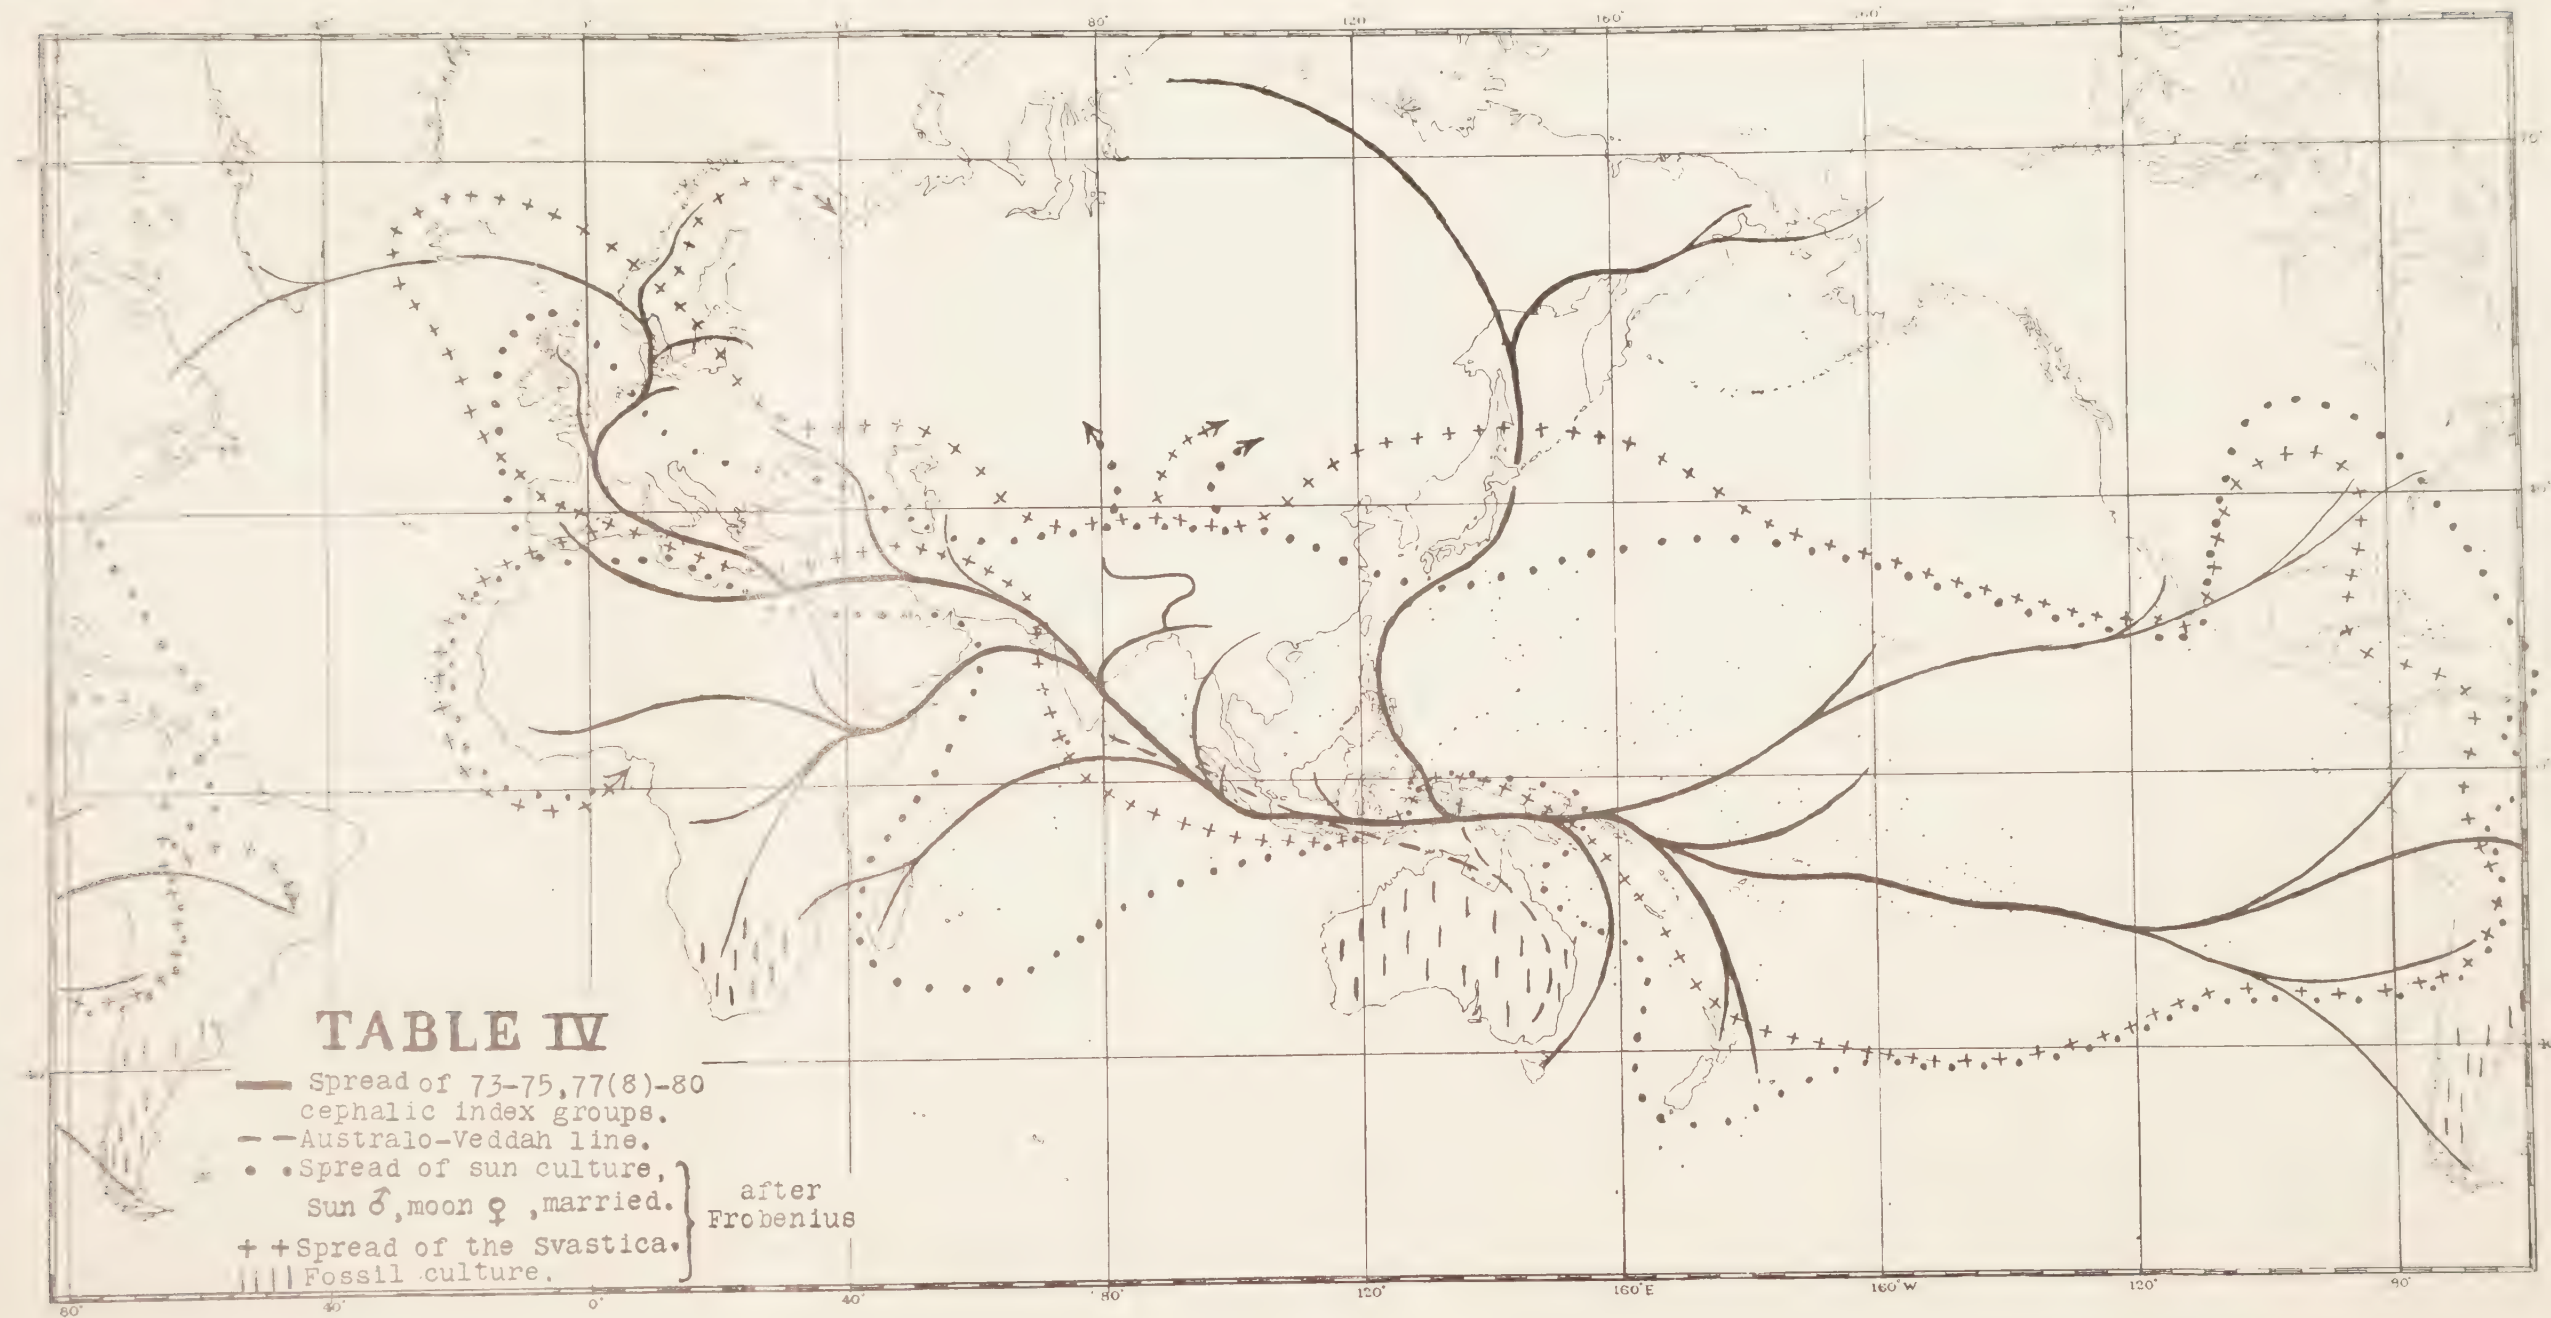 80° 120 160°
TABLE IV
Spread of 73-75,77(8)-80
cephalic index groups.
— —Australo-Veddah line.
• •Spread of sun culture,
Sun ♂,moon ♀ ,married.
+ +Spread of the Svastica.
||||Fossil culture.
after
Frobenius
80° 40° 0° 40° 80° 120° 160°E 160°W 120° 90°